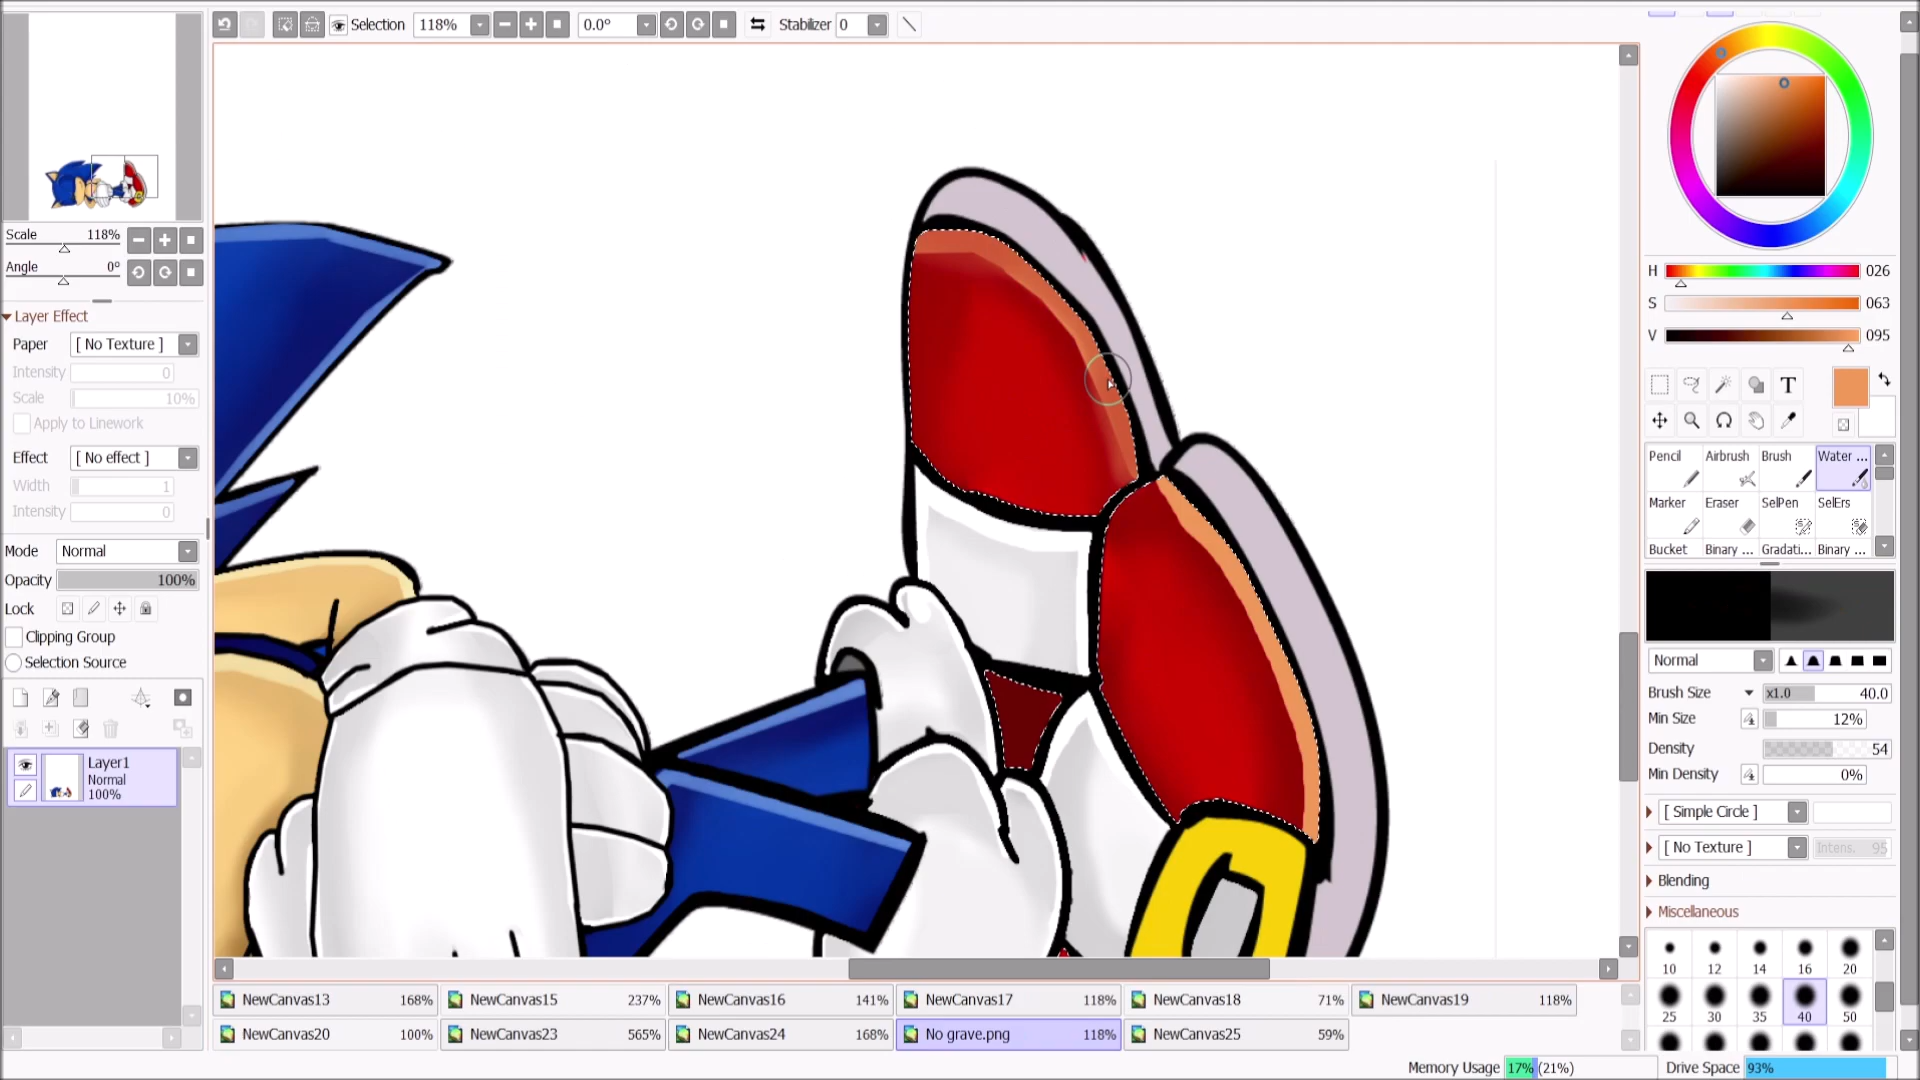 Selection 118% 0.0° Stabilizer 0
Scale 118%
Angle 0°
Layer Effect
Paper [ No Texture ]
Intensity 0
Scale 10%
Apply to Linework
Effect [ No effect ]
Width 1
Intensity 0
Mode Normal
Opacity 100%
Lock
Clipping Group
Selection Source
Layer1
Normal
100%
H 026
S 063
V 095
T
Pencil Airbrush Brush Water ...
Marker Eraser SelPen SelErs
Bucket Binary ... Gradati... Binary ...
Normal
Brush Size x1.0 40.0
Min Size 12%
Density 54
Min Density 0%
[ Simple Circle ]
[ No Texture ] Intens. 95
Blending
Miscellaneous
10 12 14 16 20
25 30 35 40 50
NewCanvas13 168% NewCanvas15 237% NewCanvas16 141% NewCanvas17 118% NewCanvas18 71% NewCanvas19 118%
NewCanvas20 100% NewCanvas23 565% NewCanvas24 168% No grave.png 118% NewCanvas25 59%
Memory Usage 17% (21%) Drive Space 93%